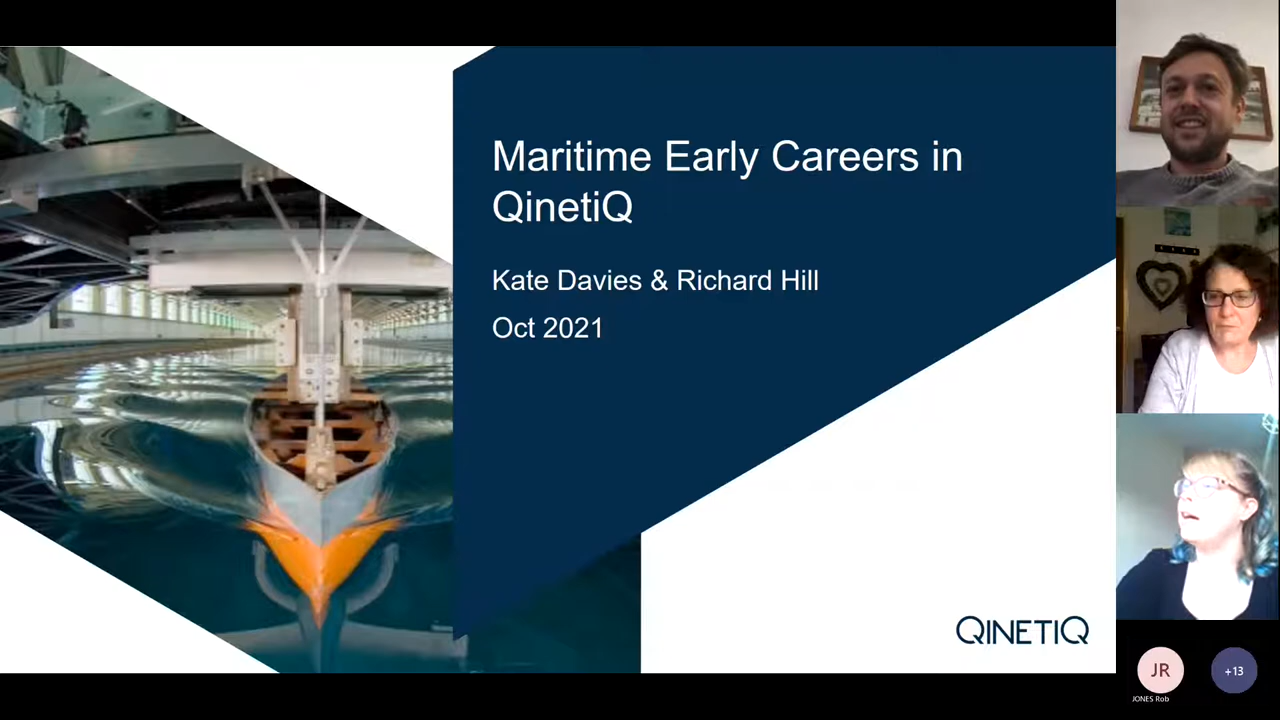 Maritime Early Careers in
QinetiQ
Kate Davies & Richard Hill
Oct 2021
QINETIQ
JR
+13
JONES Rob